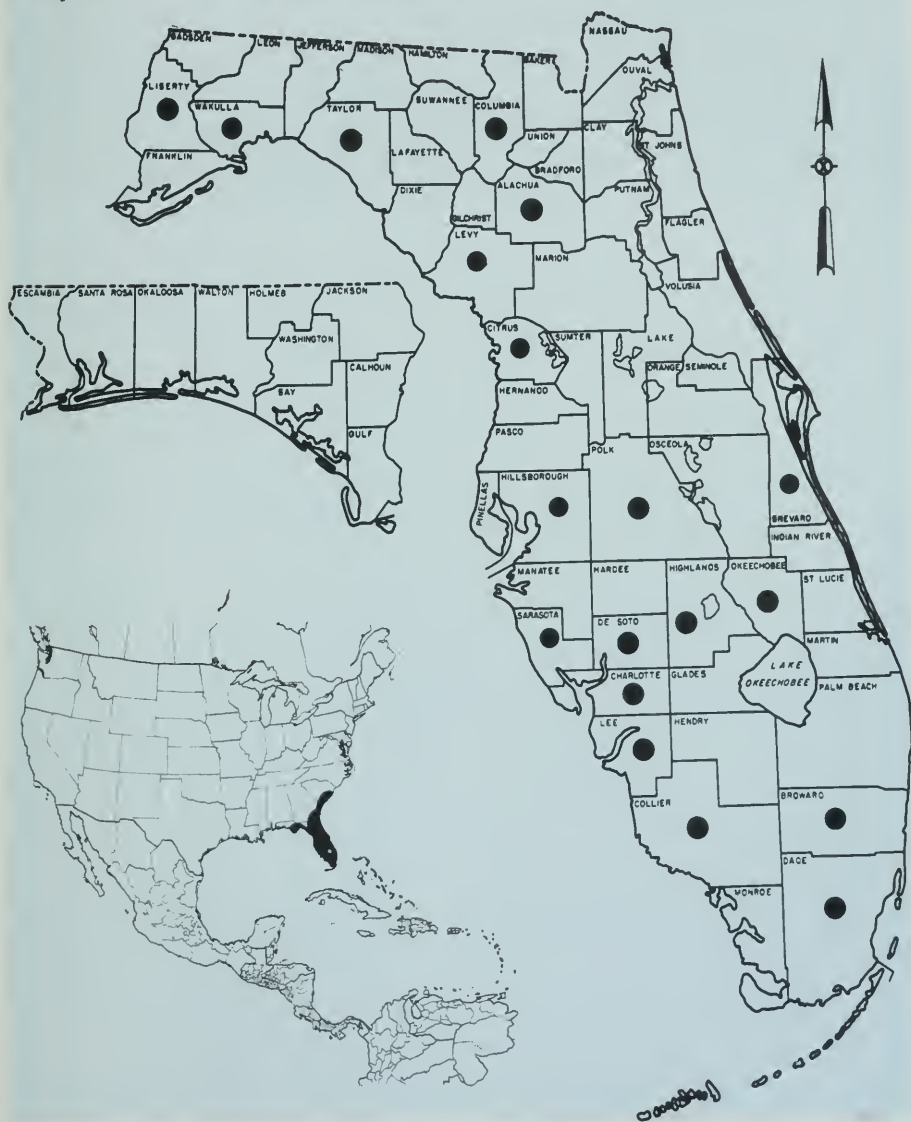 NASSAU
GADSDEN
LEON
JEFFERSON
MADISON
HAMILTON
BAKER
DUVAL
LIBERTY
WAKULLA
TAYLOR
SUWANNEE
COLUMBIA
UNION
CLAY
ST JOHNS
FRANKLIN
LAFAYETTE
BRADFORD
DIXIE
ALACHUA
PUTNAM
GILCHRIST
FLAGLER
LEVY
MARION
VOLUSIA
ESCAMBIA
SANTA ROSA
OKALOOSA
WALTON
HOLMES
JACKSON
WASHINGTON
CALHOUN
BAY
GULF
CITRUS
SUMTER
LAKE
ORANGE
SEMINOLE
HERNANDO
PASCO
POLK
OSCEOLA
HILLSBOROUGH
PINELLAS
BREVARD
INDIAN RIVER
MANATEE
HARDEE
HIGHLANDS
OKEECHOBEE
ST LUCIE
SARASOTA
DE SOTO
MARTIN
CHARLOTTE
GLADES
LAKE
OKEECHOBEE
PALM BEACH
LEE
HENDRY
COLLIER
BROWARD
DADE
MONROE